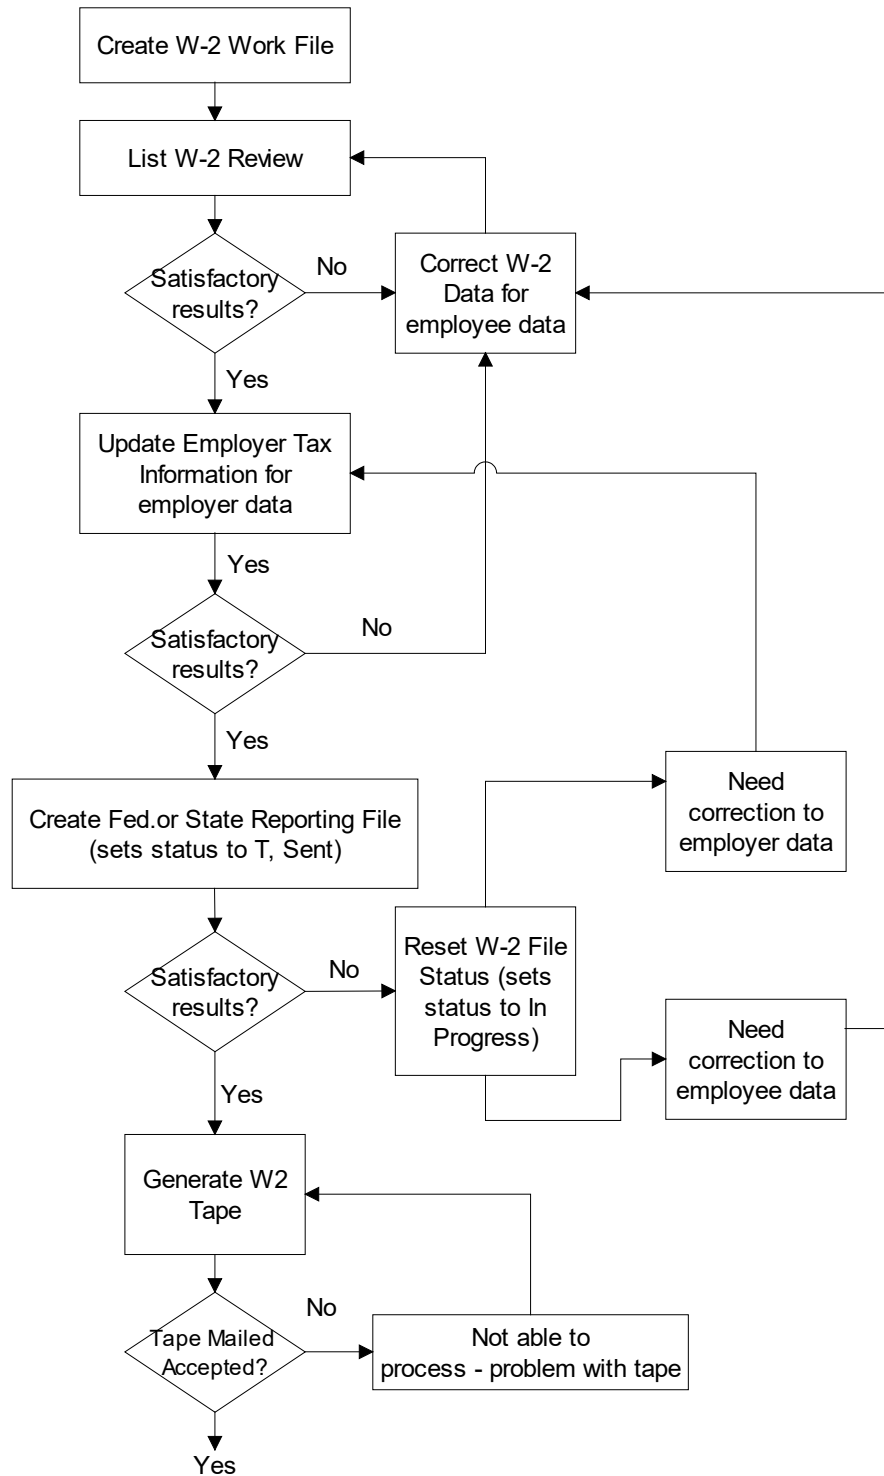 Create W-2 Work File
List W-2 Review
Satisfactory
results?
No
Correct W-2
Data for
employee data
Yes
Update Employer Tax
Information for
employer data
Yes
Satisfactory
results?
No
Yes
Create Fed.or State Reporting File
(sets status to T, Sent)
Need
correction to
employer data
Satisfactory
results?
No
Reset W-2 File
Status (sets
status to In
Progress)
Need
correction to
employee data
Yes
Generate W2
Tape
Tape Mailed
Accepted?
No
Not able to
process - problem with tape
Yes